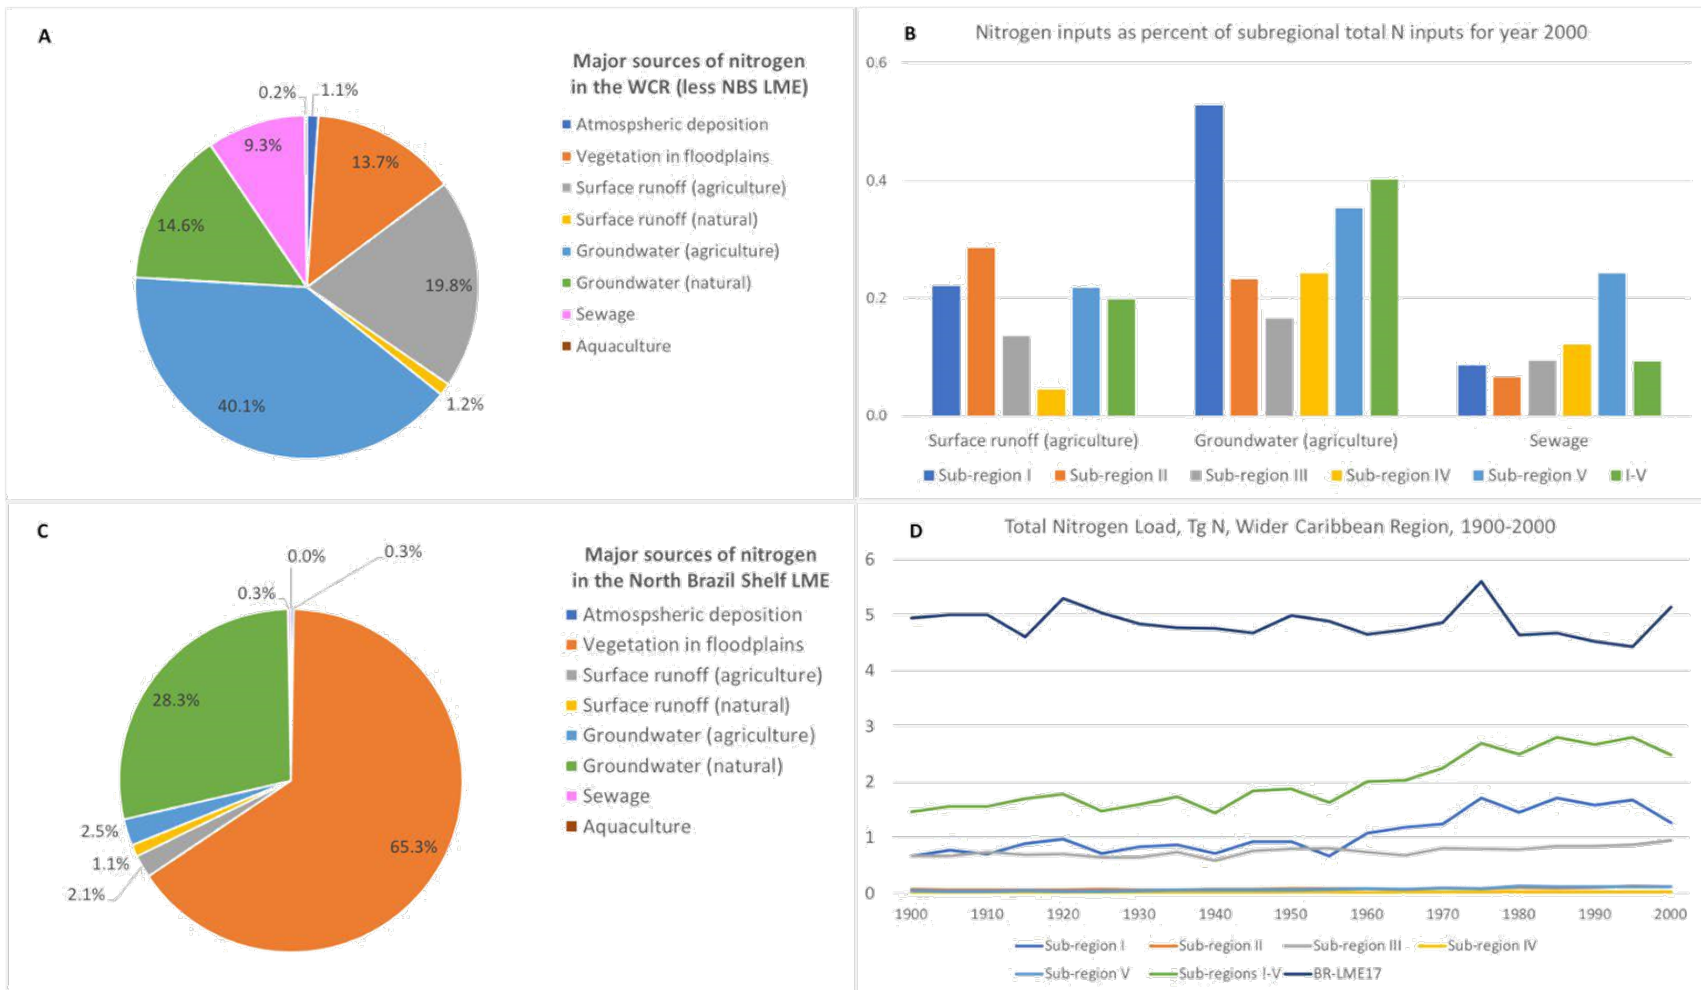 A
Major sources of nitrogen
in the WCR (less NBS LME)
0.2%
1.1%
9.3%
13.7%
14.6%
19.8%
40.1%
1.2%
Atmospsheric deposition
Vegetation in floodplains
Surface runoff (agriculture)
Surface runoff (natural)
Groundwater (agriculture)
Groundwater (natural)
Sewage
Aquaculture
B
Nitrogen inputs as percent of subregional total N inputs for year 2000
0.6
0.4
0.2
0.0
Surface runoff (agriculture)
Groundwater (agriculture)
Sewage
Sub-region I
Sub-region II
Sub-region III
Sub-region IV
Sub-region V
I-V
C
Major sources of nitrogen
in the North Brazil Shelf LME
0.0%
0.3%
0.3%
28.3%
2.5%
1.1%
2.1%
65.3%
Atmospsheric deposition
Vegetation in floodplains
Surface runoff (agriculture)
Surface runoff (natural)
Groundwater (agriculture)
Groundwater (natural)
Sewage
Aquaculture
D
Total Nitrogen Load, Tg N, Wider Caribbean Region, 1900-2000
6
5
4
3
2
1
0
1900 1910 1920 1930 1940 1950 1960 1970 1980 1990 2000
Sub-region I
Sub-region II
Sub-region III
Sub-region IV
Sub-region V
Sub-regions I-V
BR-LME17